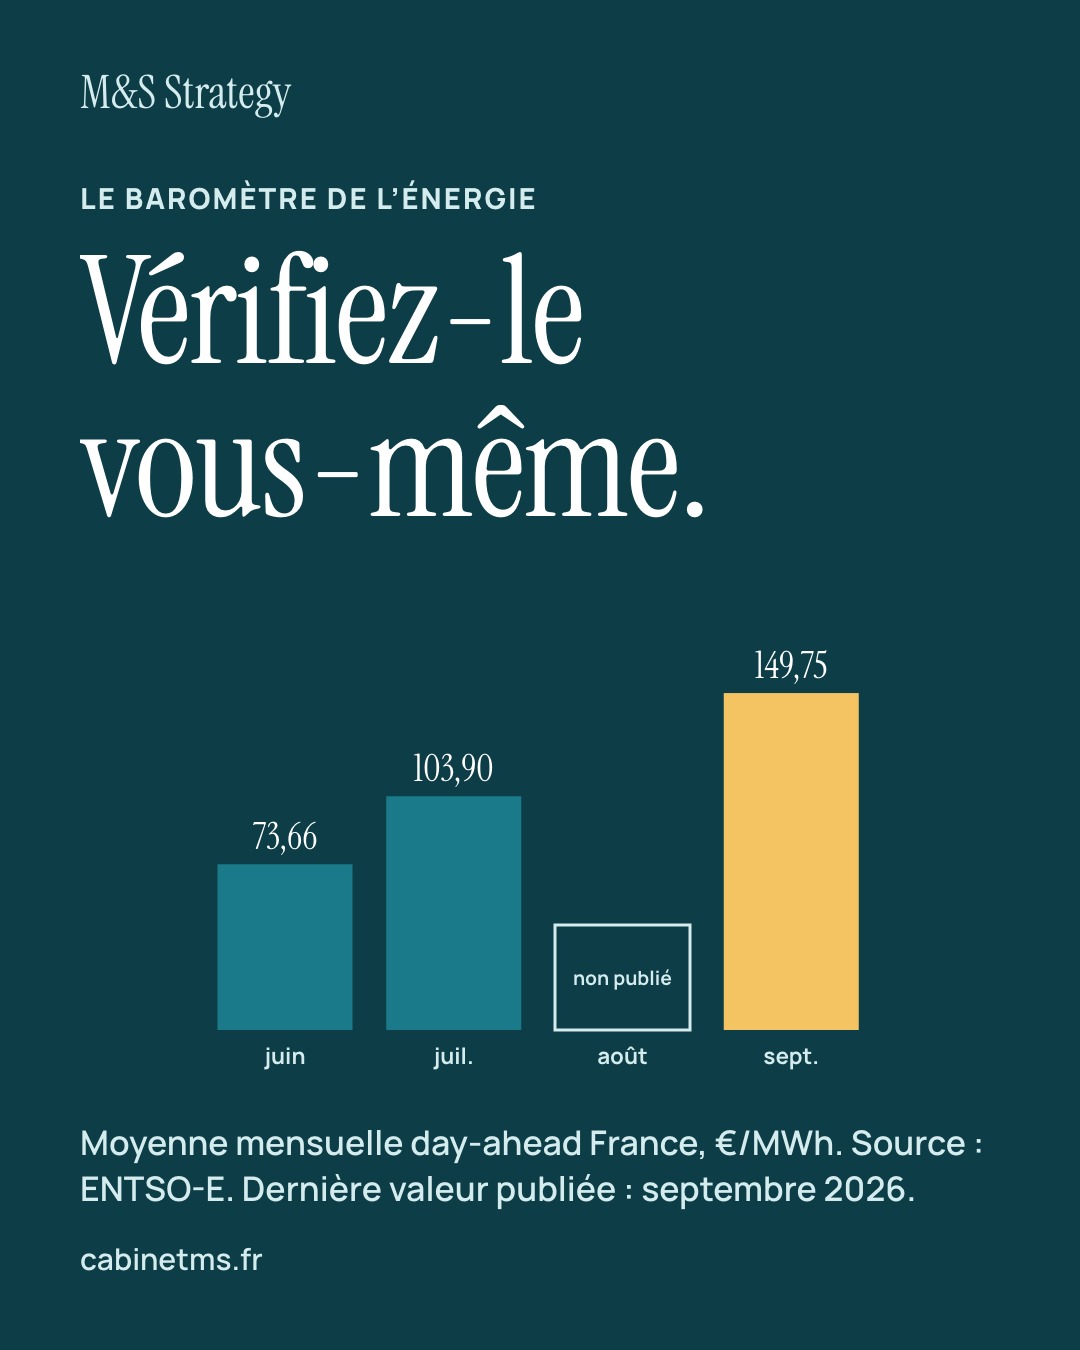 M&S Strategy
LE BAROMÈTRE DE L’ÉNERGIE
Vérifiez-le
vous-même.
149,75
103,90
73,66
non publié
juin
juil.
août
sept.
Moyenne mensuelle day-ahead France, €/MWh. Source :
ENTSO-E. Dernière valeur publiée : septembre 2026.
cabinetms.fr